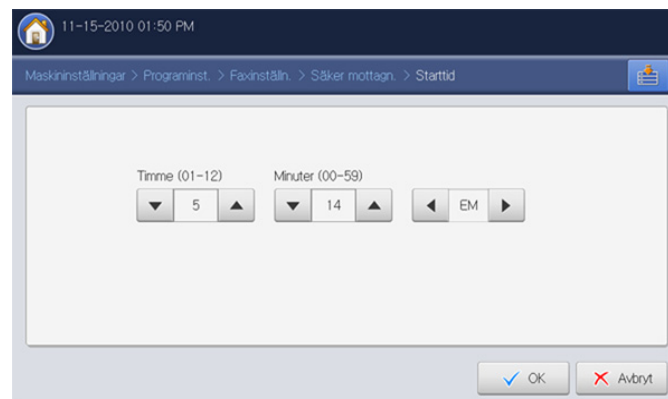 11-15-2010 01:50 PM
Maskininställningar > Programinst. > Faxinställn. > Säker mottagn. > Starttid
Timme (01-12) Minuter (00-59)
5 14 EM
OK Avbryt